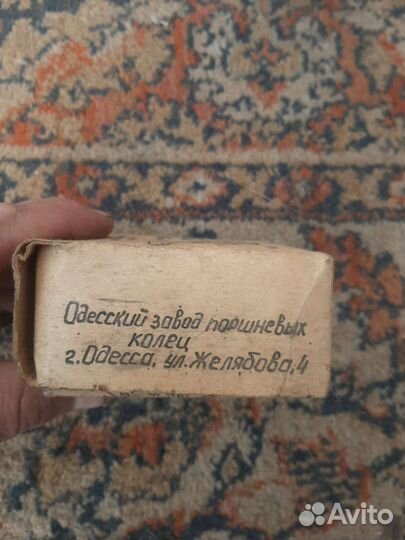 Одесский завод поршневых
колец
г.Одесса, ул.Желябова,4
Avito